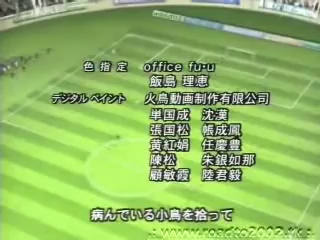 色指定 office fu・u
飯島 理恵
デジタル ペイント 火鳥動画制作有限公司
単国成 沈漢
張国松 帳成鳳
黄紅娟 任慶豊
陳松 朱銀如那
顧敏霞 陸君毅
病んでいる小鳥を拾って
www.roadto2002.tk